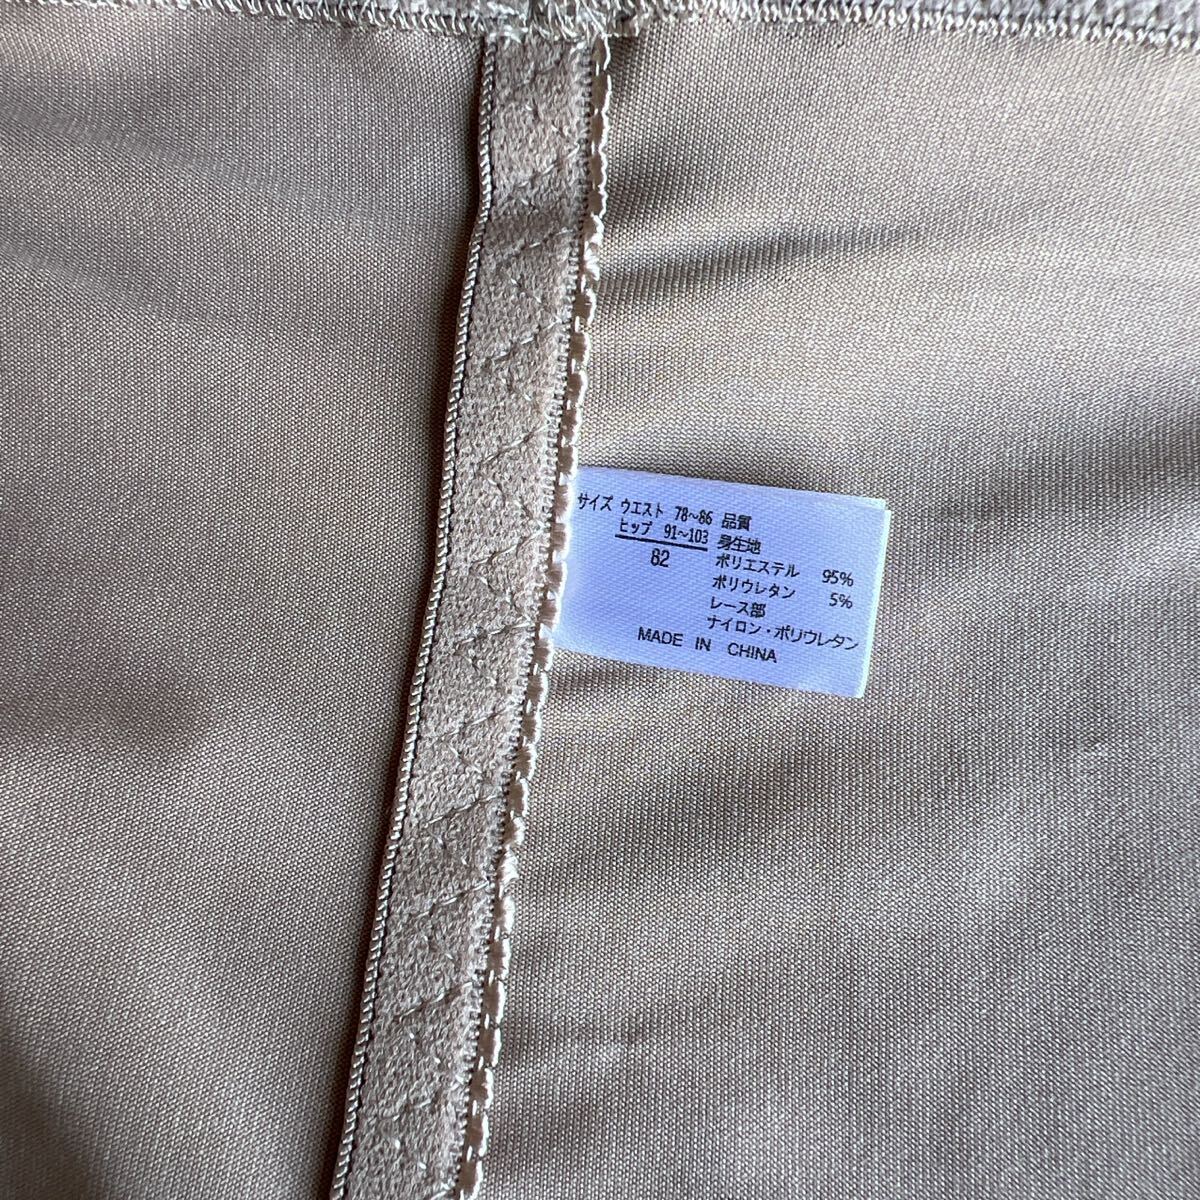 サイズ ウエスト 78~86 品質
ヒップ 91~103 身生地
82 ポリエステル 95%
ポリウレタン 5%
レース部
ナイロン・ポリウレタン
MADE IN CHINA